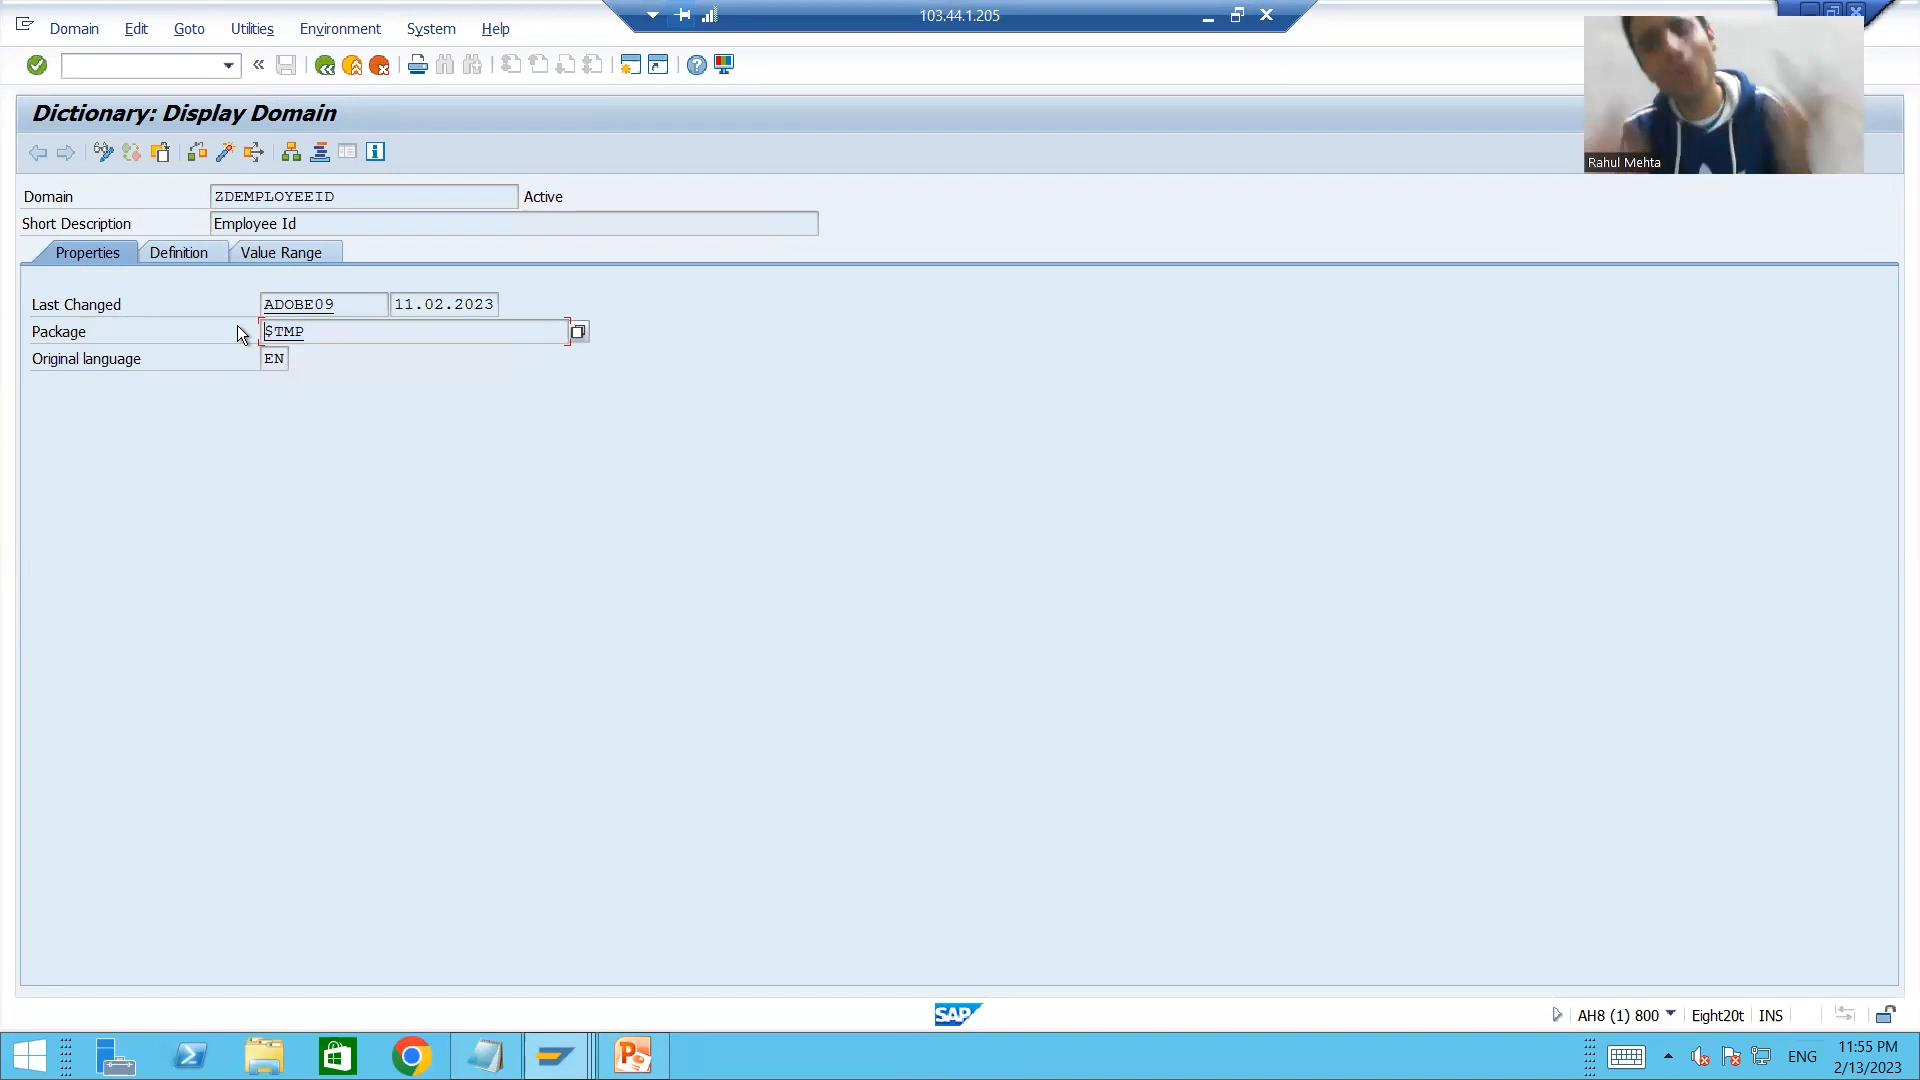 103.44.1.205
Domain Edit Goto Utilities Environment System Help
Rahul Mehta
Dictionary: Display Domain
Domain ZDEMPLOYEEID Active
Short Description Employee Id
Properties Definition Value Range
Last Changed ADOBE09 11.02.2023
Package $TMP
Original language EN
SAP AH8 (1) 800 Eight20t INS
ENG 11:55 PM
2/13/2023